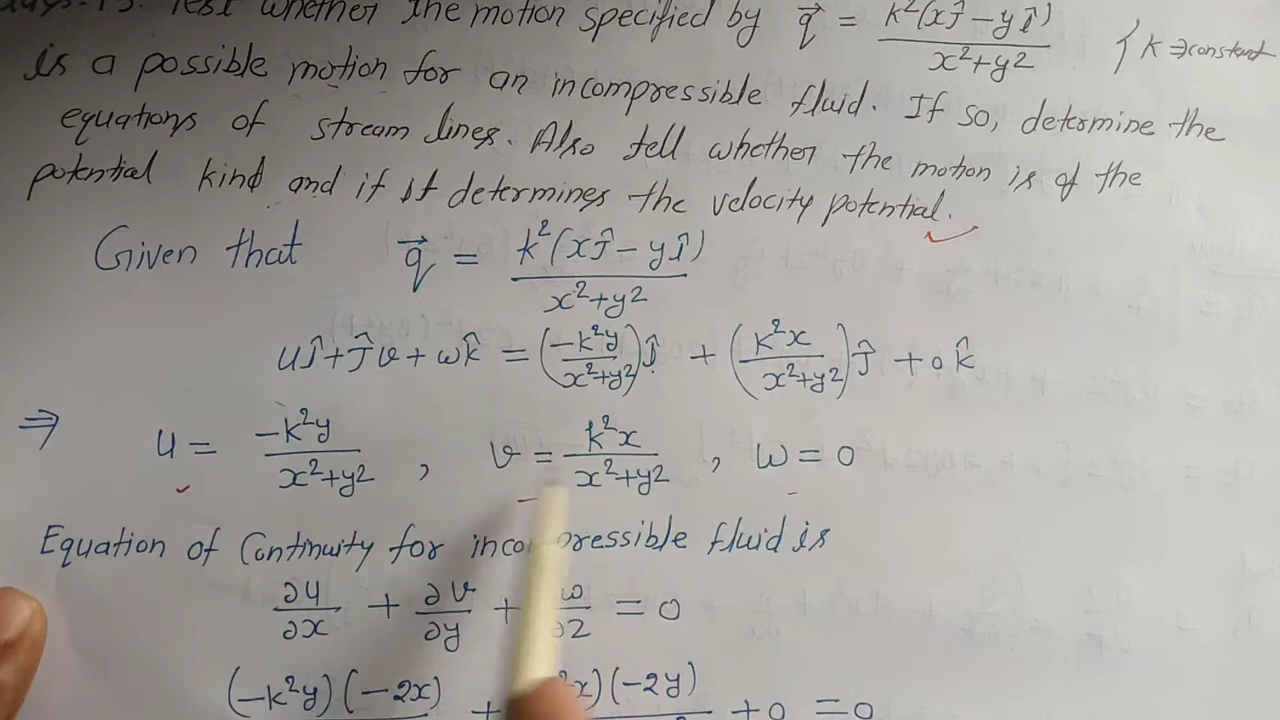 Test whether the motion specified by q⃗ = k²(xĵ - yî) / x²+y² { k ⇒ constant
is a possible motion for an incompressible fluid. If so, determine the
equations of stream lines. Also tell whether the motion is of the
potential kind and if it determines the velocity potential.
Given that q⃗ = k²(xĵ - yî) / x²+y²
uî + ĵv + ωk̂ = (-k²y / x²+y²) î + (k²x / x²+y²) ĵ + 0k̂
⇒ u = -k²y / x²+y² , v = k²x / x²+y² , ω = 0
Equation of Continuity for incompressible fluid is
∂u/∂x + ∂v/∂y + ω/∂z = 0
(-k²y)(-2x) + x)(-2y) + 0 = 0